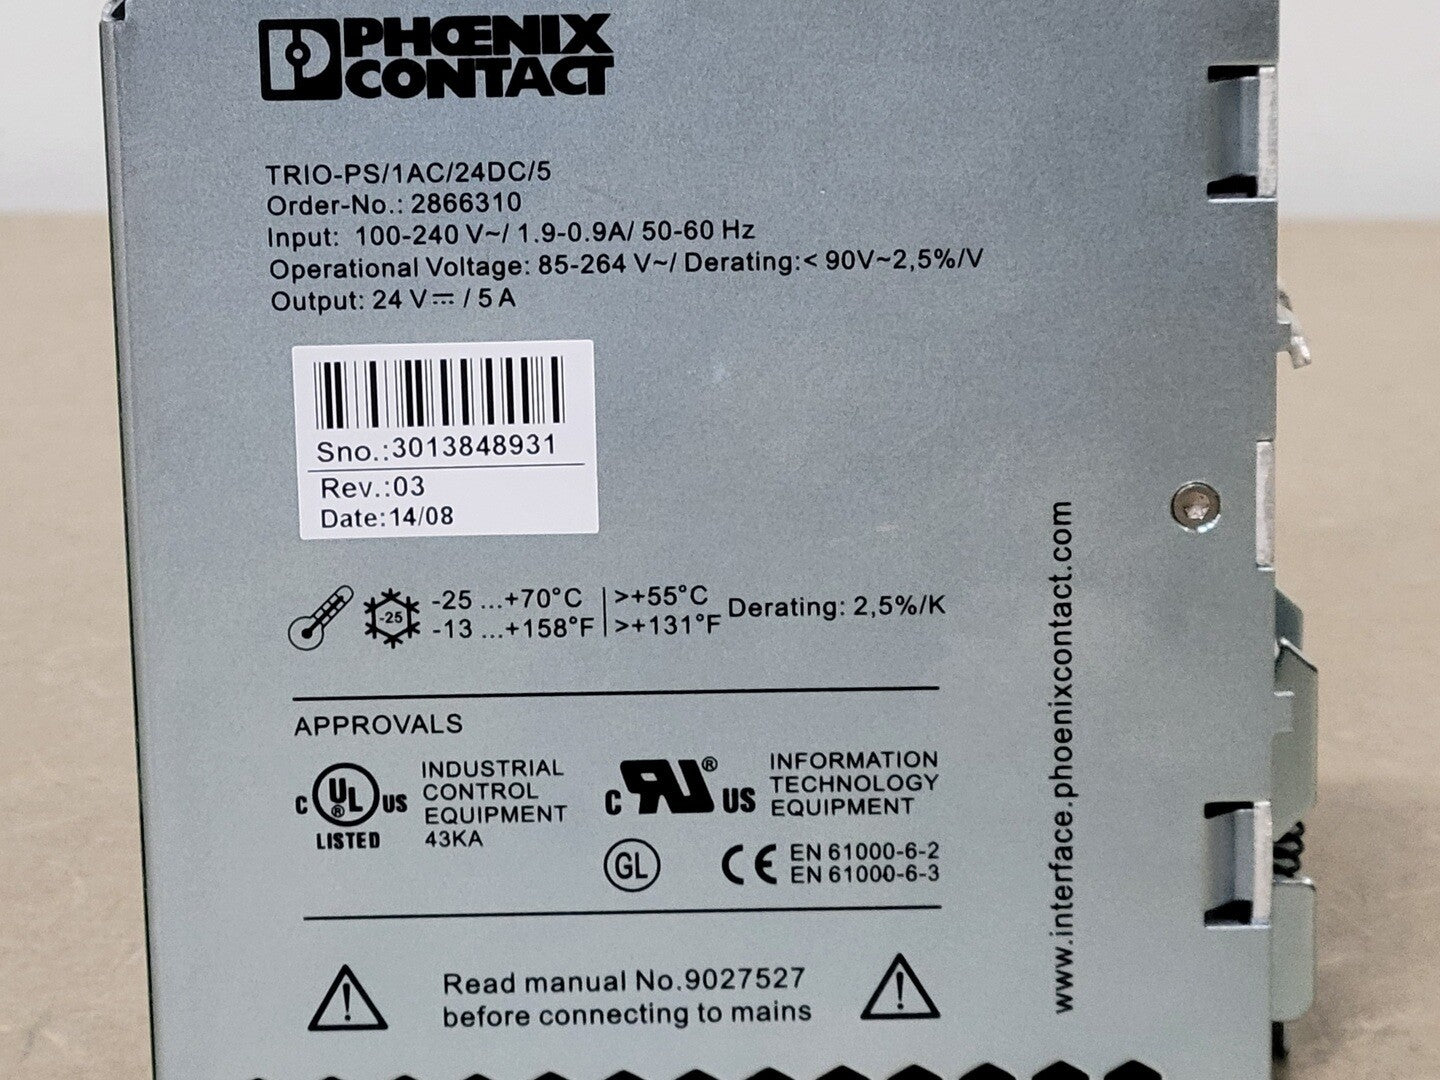 PHŒNIX
CONTACT
TRIO-PS/1AC/24DC/5
Order-No.: 2866310
Input: 100-240 V~/ 1.9-0.9A/ 50-60 Hz
Operational Voltage: 85-264 V~/ Derating:< 90V~2,5%/V
Output: 24 V⎓ / 5 A
Sno.:3013848931
Rev.:03
Date:14/08
-25
-25 ...+70°C >+55°C
-13 ...+158°F >+131°F
Derating: 2,5%/K
APPROVALS
C UL ® US
LISTED
INDUSTRIAL
CONTROL
EQUIPMENT
43KA
C RU ® US
INFORMATION
TECHNOLOGY
EQUIPMENT
GL
CE
EN 61000-6-2
EN 61000-6-3
Read manual No.9027527
before connecting to mains
www.interface.phoenixcontact.com